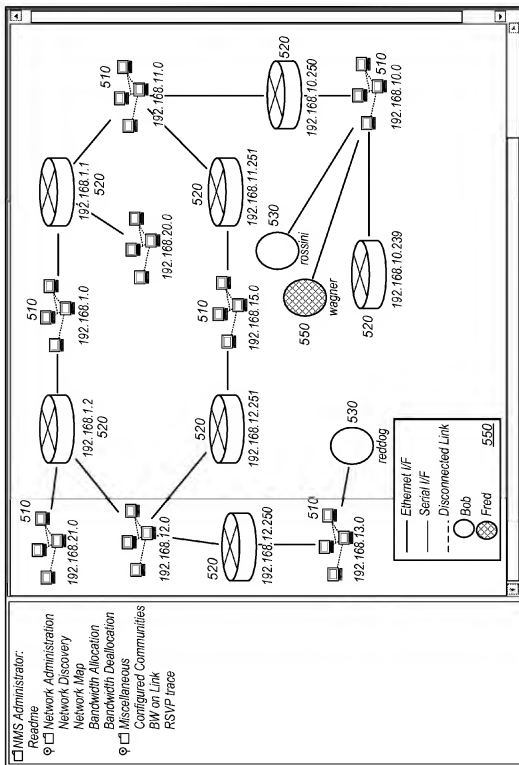 NMS Administrator:
Readme
Network Administration
Network Discovery
Network Map
Bandwidth Allocation
Bandwidth Deallocation
Miscellaneous
Configured Communities
BW on Link
RSVP trace
510
192.168.21.0
192.168.1.2
520
510
192.168.1.0
192.168.1.1
520
510
192.168.11.0
192.168.20.0
192.168.12.0
520
192.168.12.251
510
192.168.15.0
520
192.168.11.251
520
192.168.10.250
520
192.168.12.250
530
rossini
550
wagner
510
192.168.10.0
510
192.168.13.0
530
reddog
520
192.168.10.239
Ethernet I/F
Serial I/F
Disconnected Link
Bob
Fred
550